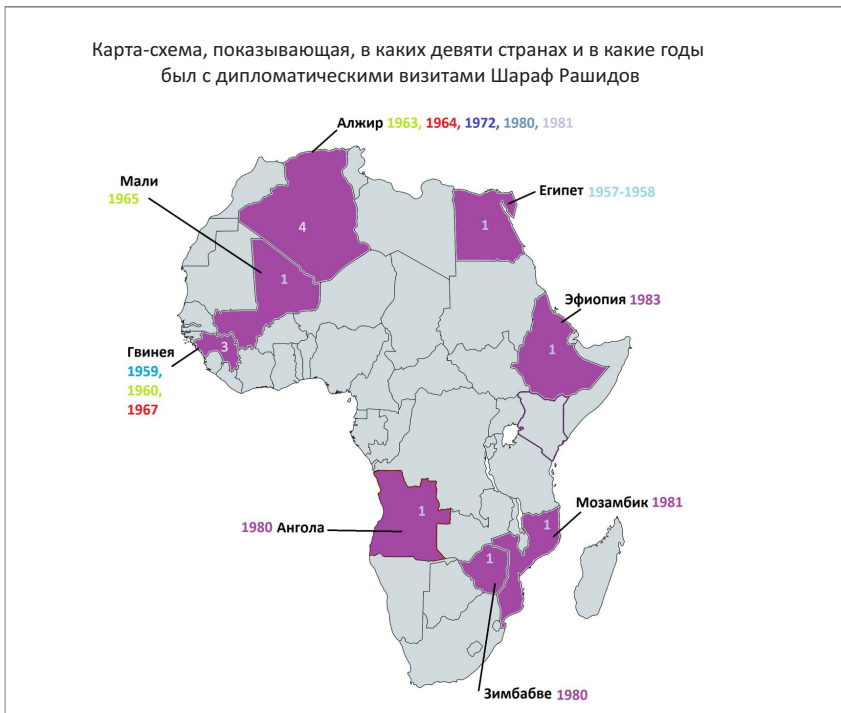 Карта-схема, показывающая, в каких девяти странах и в какие годы
был с дипломатическими визитами Шараф Рашидов
Алжир 1963, 1964, 1972, 1980, 1981
Мали
1965
Египет 1957-1958
4
1
1
Эфиопия 1983
3
1
Гвинея
1959,
1960,
1967
Мозамбик 1981
1
1
1980 Ангола
1
Зимбабве 1980